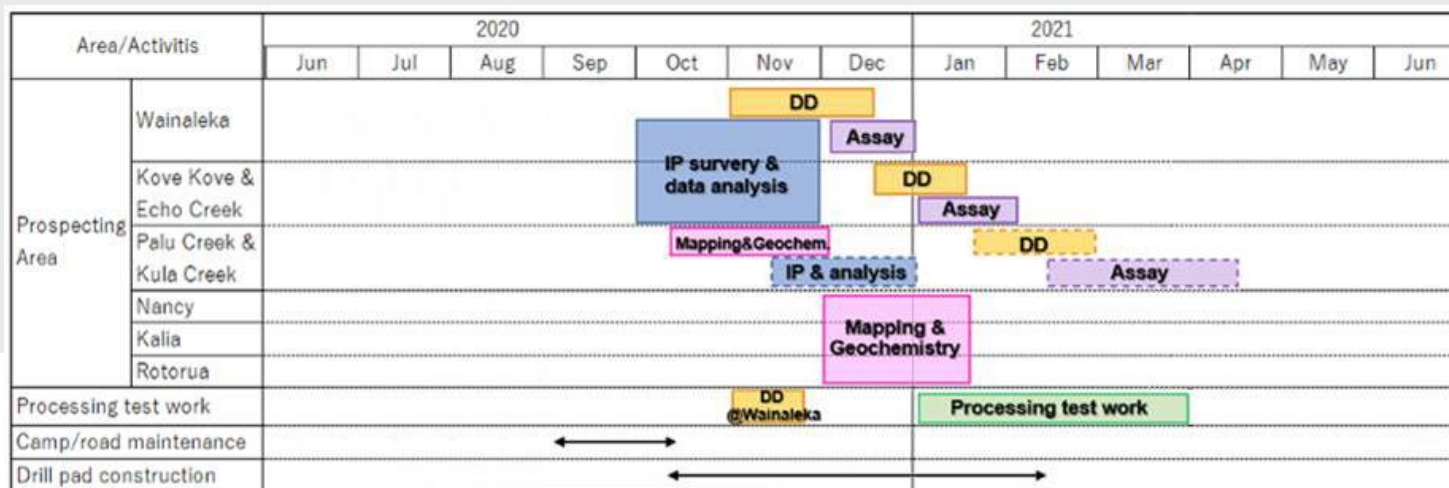 Area/Activitis
2020
2021
Jun
Jul
Aug
Sep
Oct
Nov
Dec
Jan
Feb
Mar
Apr
May
Jun
Prospecting
Area
Wainaleka
DD
Assay
IP survery &
data analysis
Kove Kove &
Echo Creek
DD
Assay
Palu Creek &
Kula Creek
Mapping&Geochem.
DD
IP & analysis
Assay
Nancy
Kalia
Rotorua
Mapping &
Geochemistry
Processing test work
DD
@Wainaleka
Processing test work
Camp/road maintenance
Drill pad construction